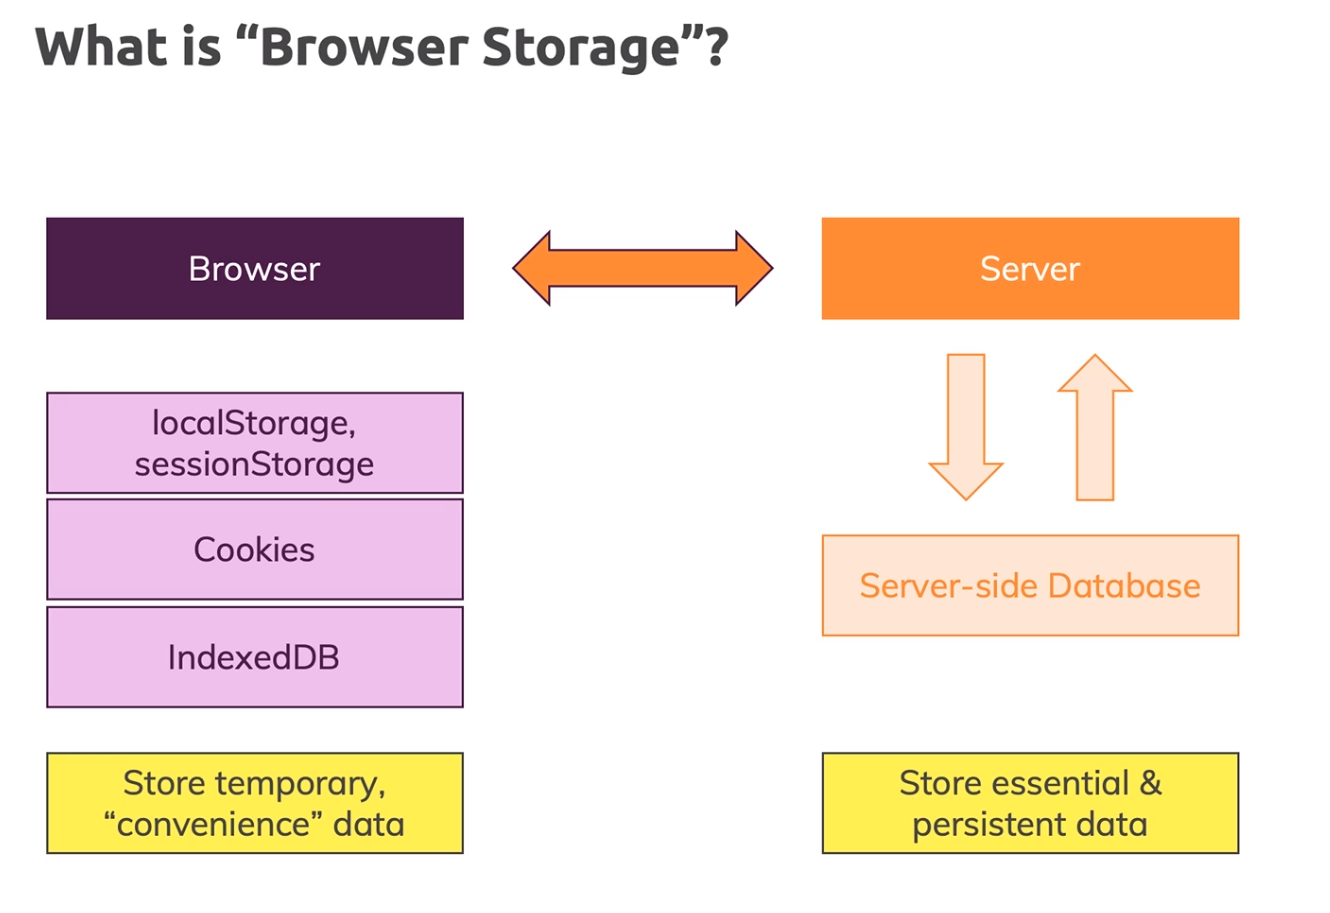 What is “Browser Storage”?
Browser
Server
localStorage,
sessionStorage
Cookies
IndexedDB
Server-side Database
Store temporary,
“convenience” data
Store essential &
persistent data